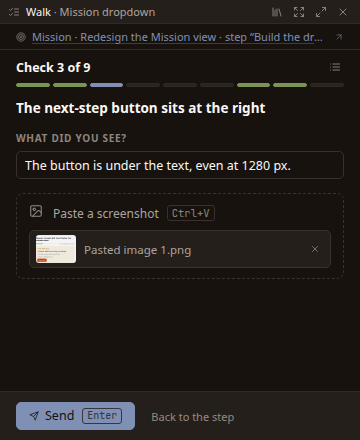 Walk · Mission dropdown
Mission · Redesign the Mission view · step “Build the dr…
Check 3 of 9
The next-step button sits at the right
WHAT DID YOU SEE?
The button is under the text, even at 1280 px.
Paste a screenshot Ctrl+V
Pasted image 1.png
Send Enter
Back to the step